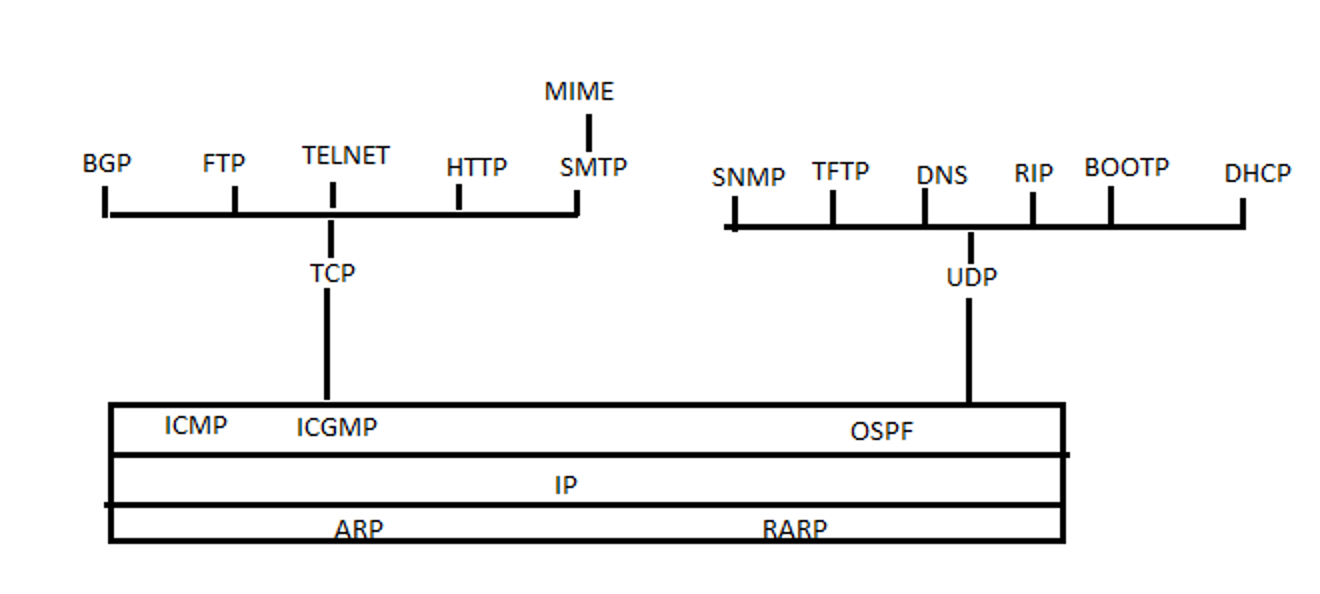 MIME
BGP FTP TELNET HTTP SMTP
SNMP TFTP DNS RIP BOOTP DHCP
TCP
UDP
ICMP ICGMP OSPF
IP
ARP RARP